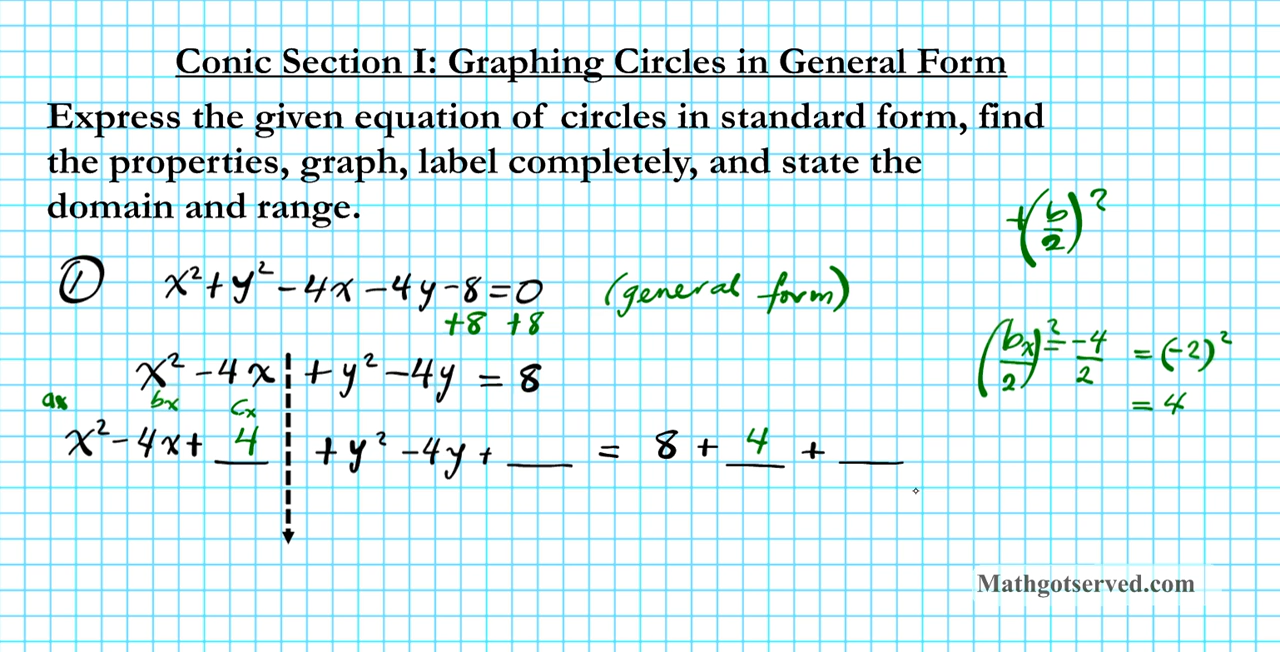 Conic Section I: Graphing Circles in General Form
Express the given equation of circles in standard form, find
the properties, graph, label completely, and state the
domain and range.
+(b/2)²
① x² + y² - 4x - 4y - 8 = 0 (general form)
+8 +8
x² - 4x + y² - 4y = 8
(bx/2)² = -4/2 = (-2)²
= 4
ax bx cx
x² - 4x + 4 + y² - 4y + ___ = 8 + 4 + ___
Mathgotserved.com